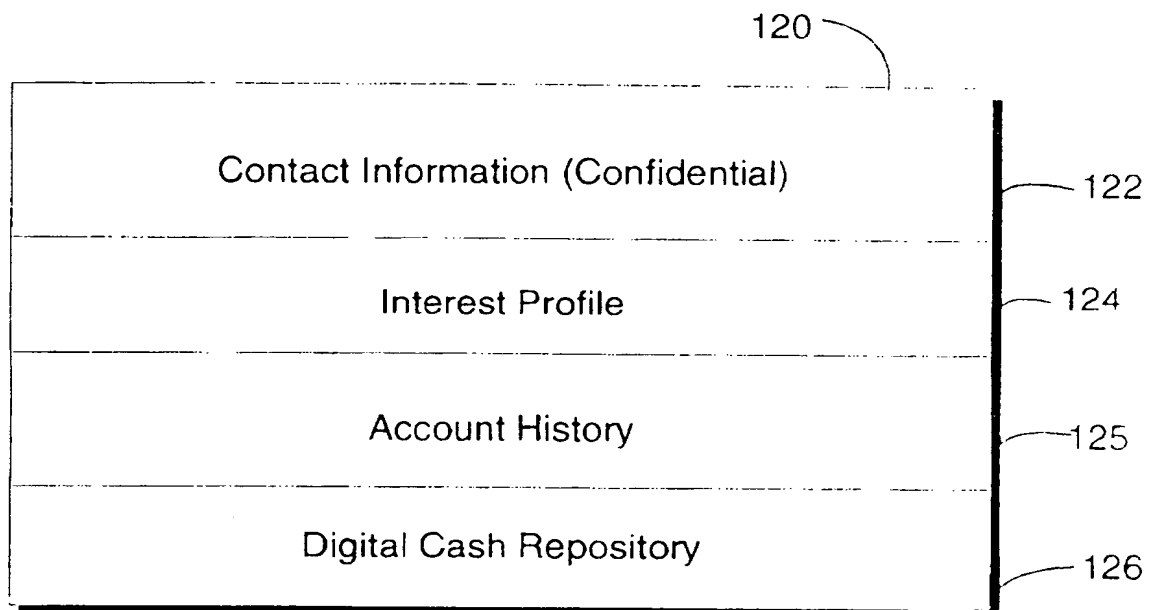 120
Contact Information (Confidential)
122
Interest Profile
124
Account History
125
Digital Cash Repository
126